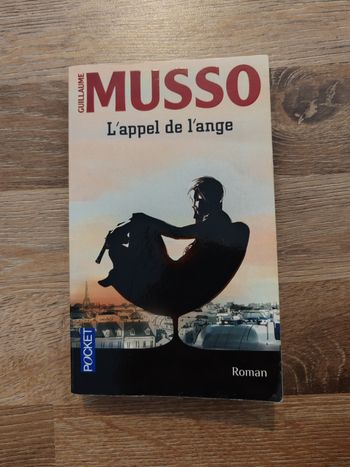 GUILLAUME
MUSSO
L'appel de l'ange
POCKET
Roman